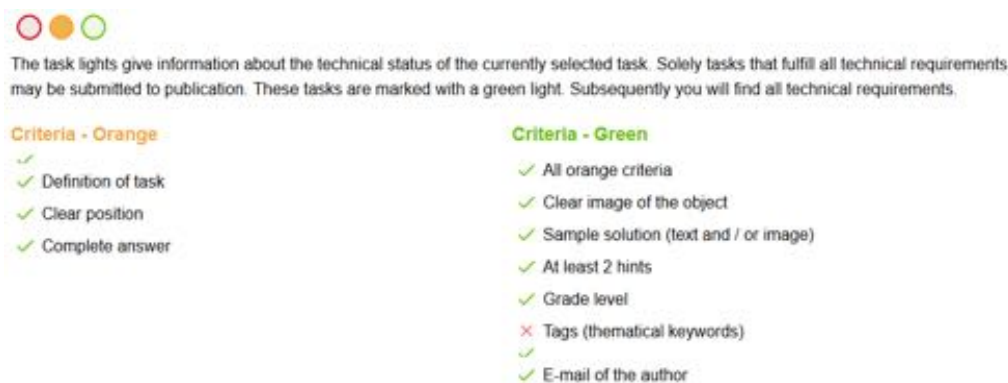 The task lights give information about the technical status of the currently selected task. Solely tasks that fulfill all technical requirements
may be submitted to publication. These tasks are marked with a green light. Subsequently you will find all technical requirements.
Criteria - Orange
Definition of task
Clear position
Complete answer
Criteria - Green
All orange criteria
Clear image of the object
Sample solution (text and / or image)
At least 2 hints
Grade level
Tags (thematical keywords)
E-mail of the author